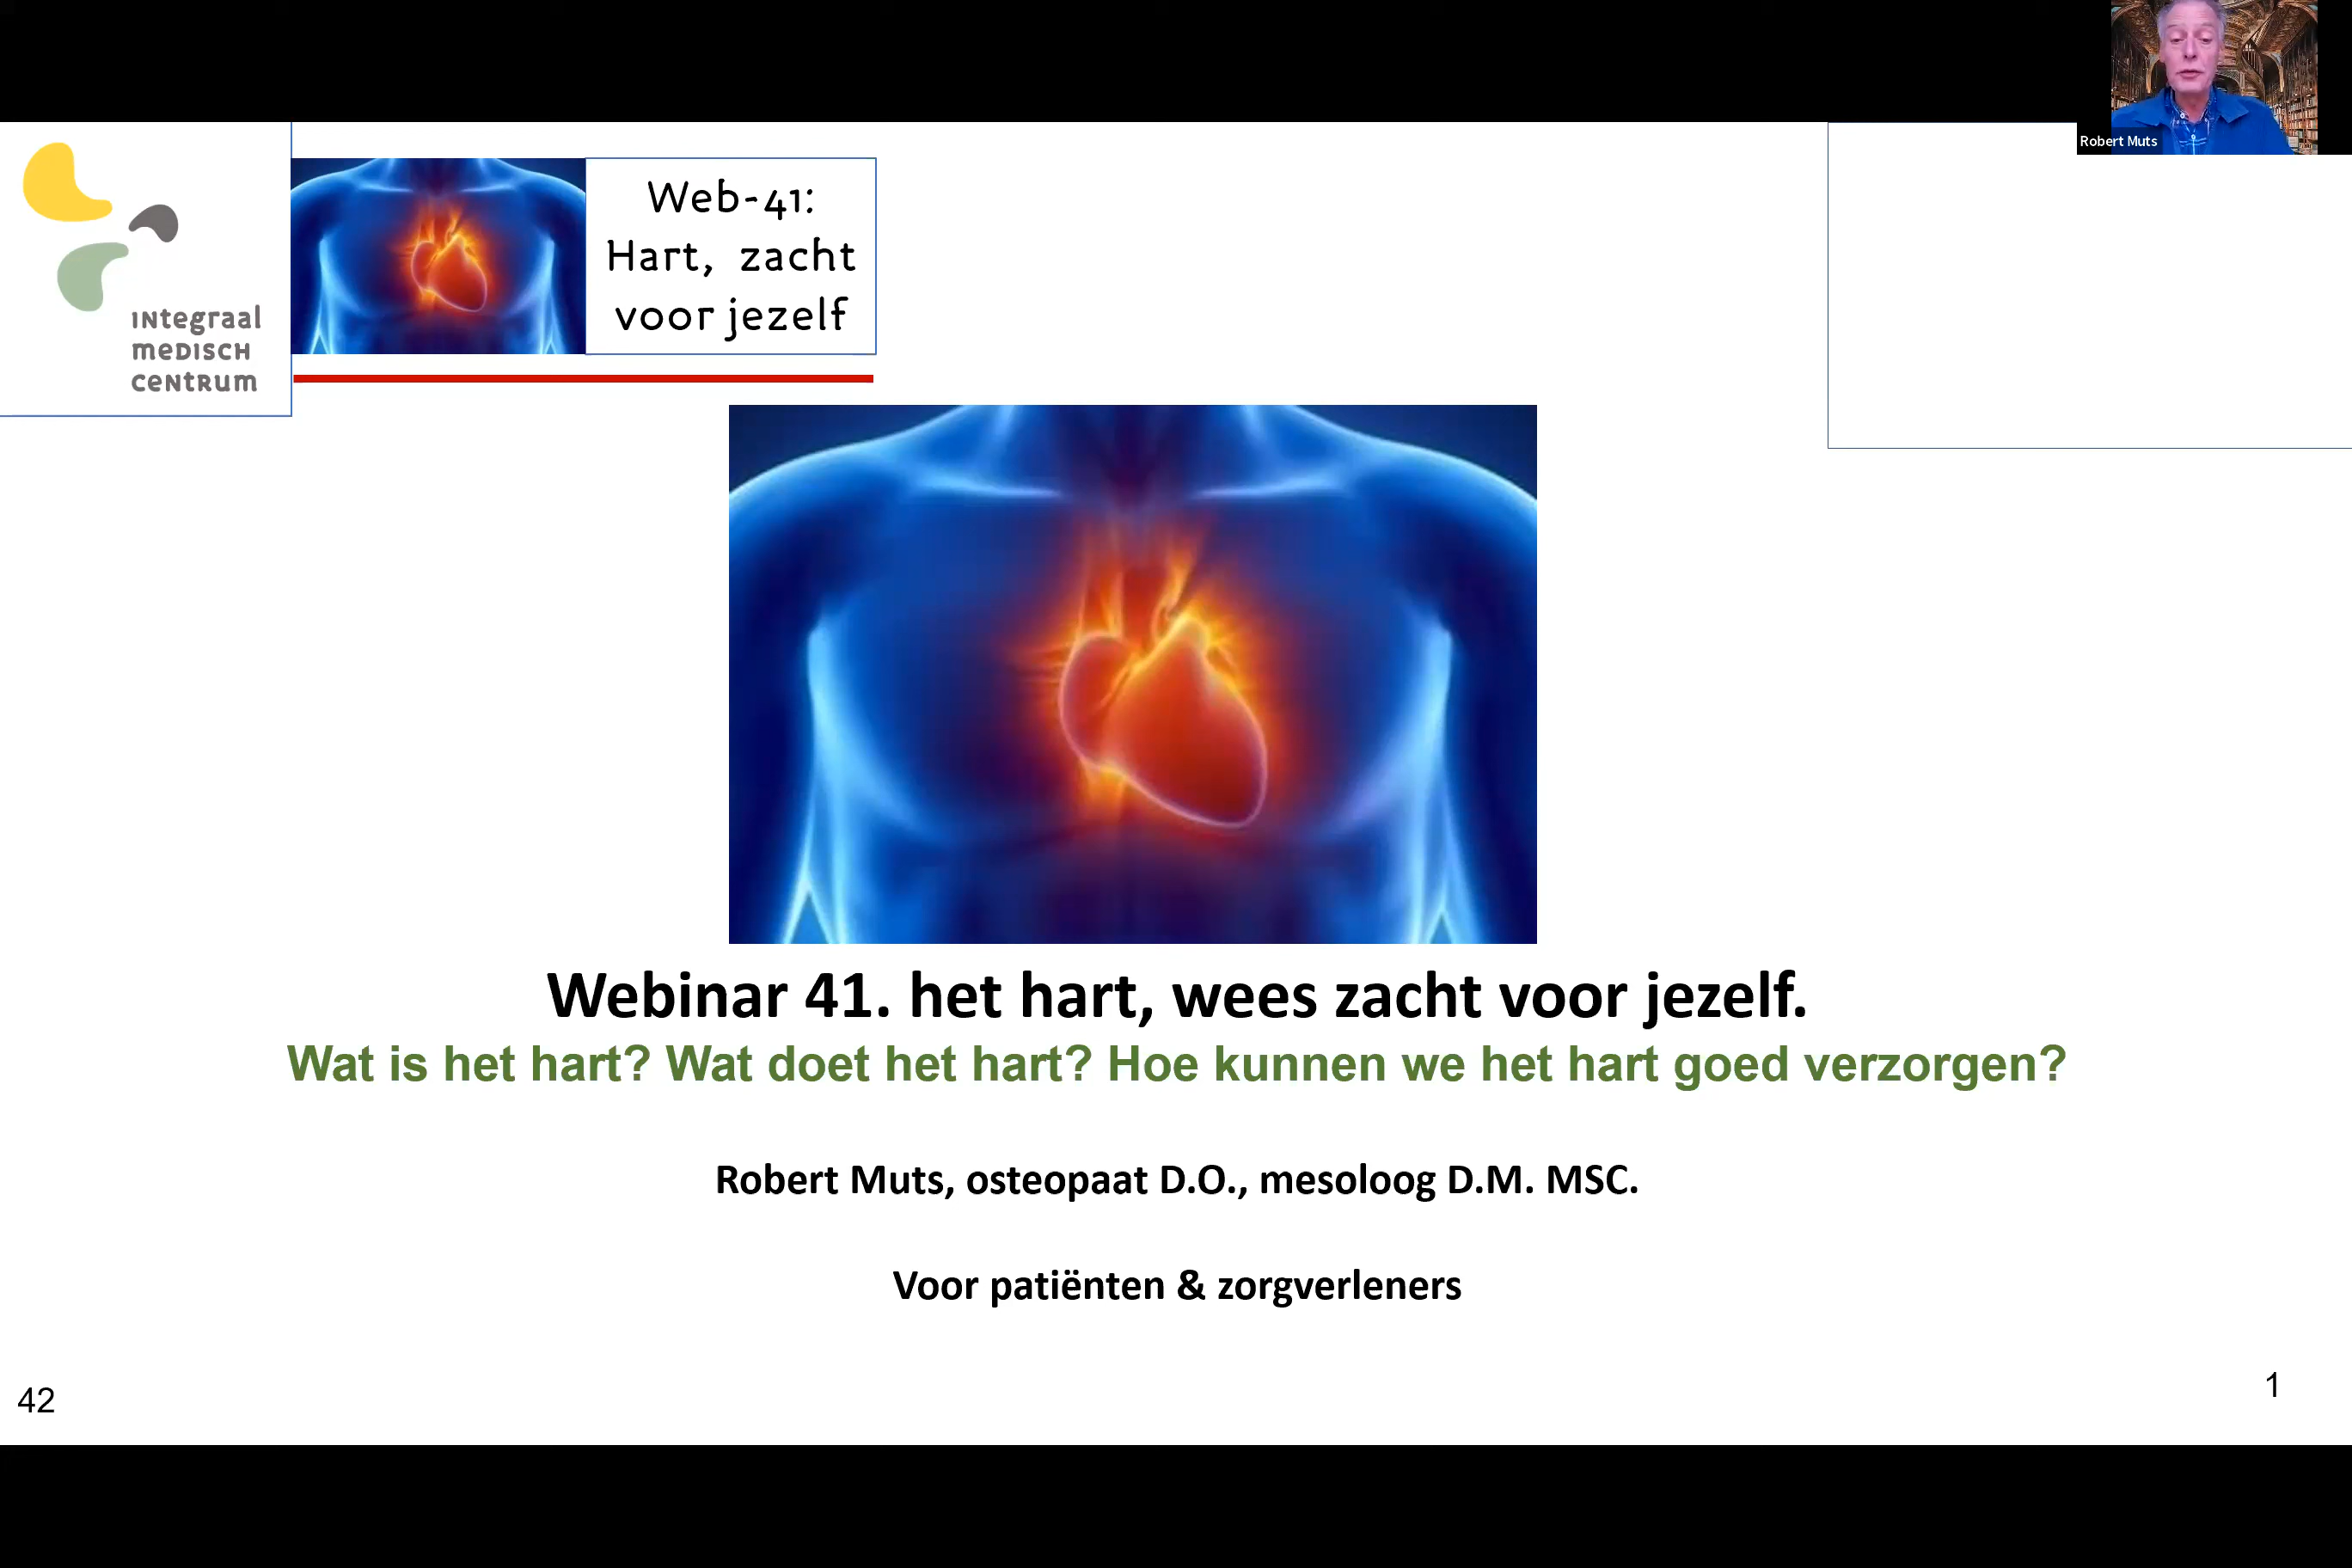 Robert Muts
INtegraal
meDISCH
CeNtRUm
Web-41:
Hart, zacht
voor jezelf
Webinar 41. het hart, wees zacht voor jezelf.
Wat is het hart? Wat doet het hart? Hoe kunnen we het hart goed verzorgen?
Robert Muts, osteopaat D.O., mesoloog D.M. MSC.
Voor patiënten & zorgverleners
42
1